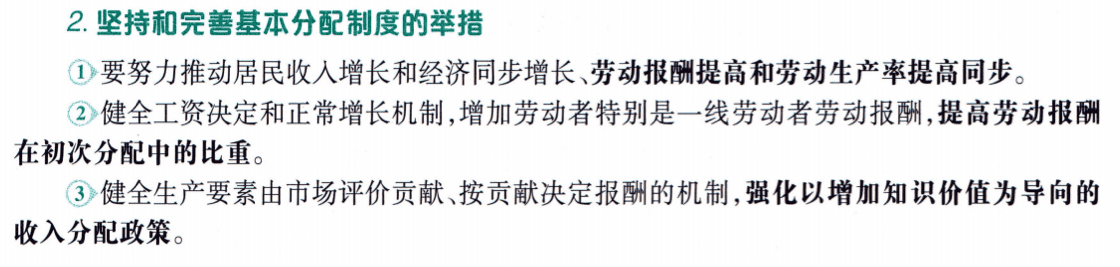 2. 坚持和完善基本分配制度的举措
①要努力推动居民收入增长和经济同步增长、劳动报酬提高和劳动生产率提高同步。
②健全工资决定和正常增长机制,增加劳动者特别是一线劳动者劳动报酬,提高劳动报酬
在初次分配中的比重。
③健全生产要素由市场评价贡献、按贡献决定报酬的机制,强化以增加知识价值为导向的
收入分配政策。